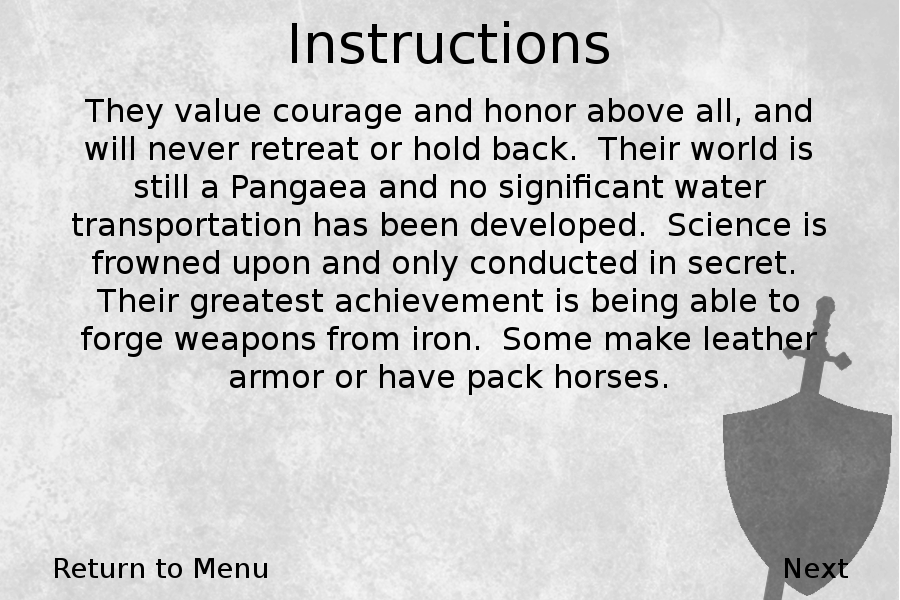 Instructions
They value courage and honor above all, and
will never retreat or hold back.  Their world is
still a Pangaea and no significant water
transportation has been developed.  Science is
frowned upon and only conducted in secret.
Their greatest achievement is being able to
forge weapons from iron.  Some make leather
armor or have pack horses.
Return to Menu
Next